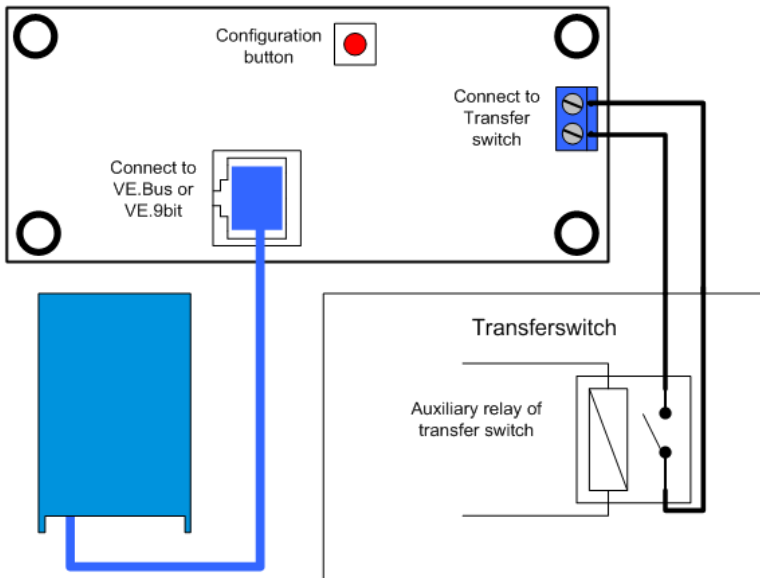 Configuration
button
Connect to
Transfer
switch
Connect to
VE.Bus or
VE.9bit
Transferswitch
Auxiliary relay of
transfer switch